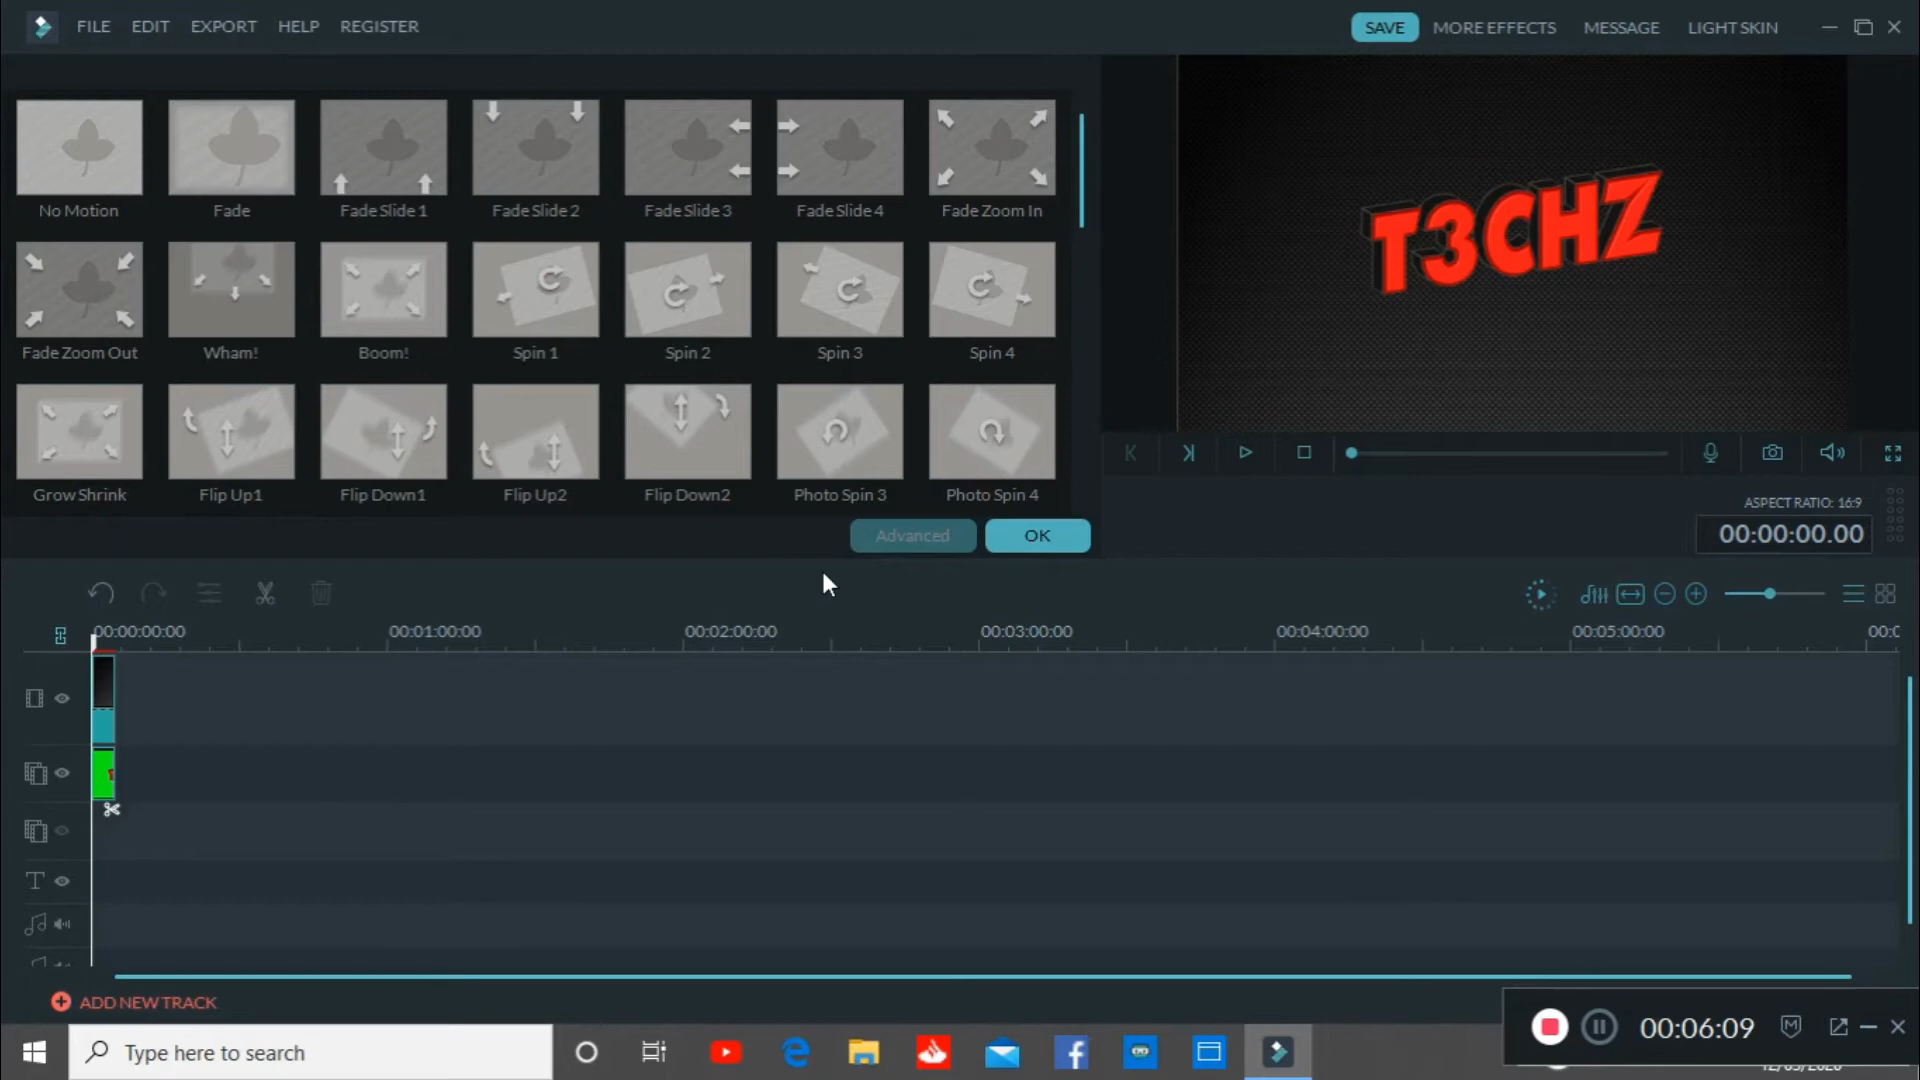 FILE EDIT EXPORT HELP REGISTER
SAVE MORE EFFECTS MESSAGE LIGHT SKIN
No Motion Fade Fade Slide 1 Fade Slide 2 Fade Slide 3 Fade Slide 4 Fade Zoom In
Fade Zoom Out Wham! Boom! Spin 1 Spin 2 Spin 3 Spin 4
Grow Shrink Flip Up1 Flip Down1 Flip Up2 Flip Down2 Photo Spin 3 Photo Spin 4
Advanced OK
T3CHZ
ASPECT RATIO: 16:9
00:00:00.00
00:00:00:00 00:01:00:00 00:02:00:00 00:03:00:00 00:04:00:00 00:05:00:00
ADD NEW TRACK
Type here to search
00:06:09